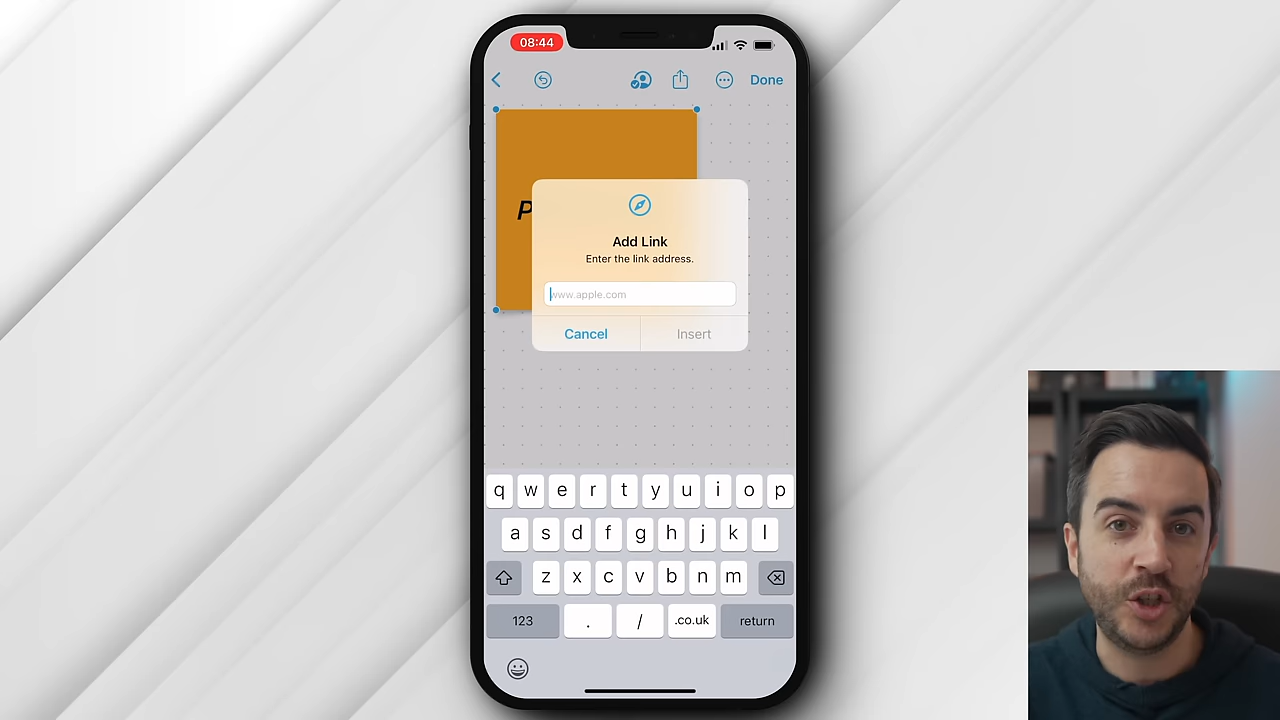 08:44
Done
P
Add Link
Enter the link address.
www.apple.com
Cancel
Insert
q w e r t y u i o p
a s d f g h j k l
z x c v b n m
123 . / .co.uk return